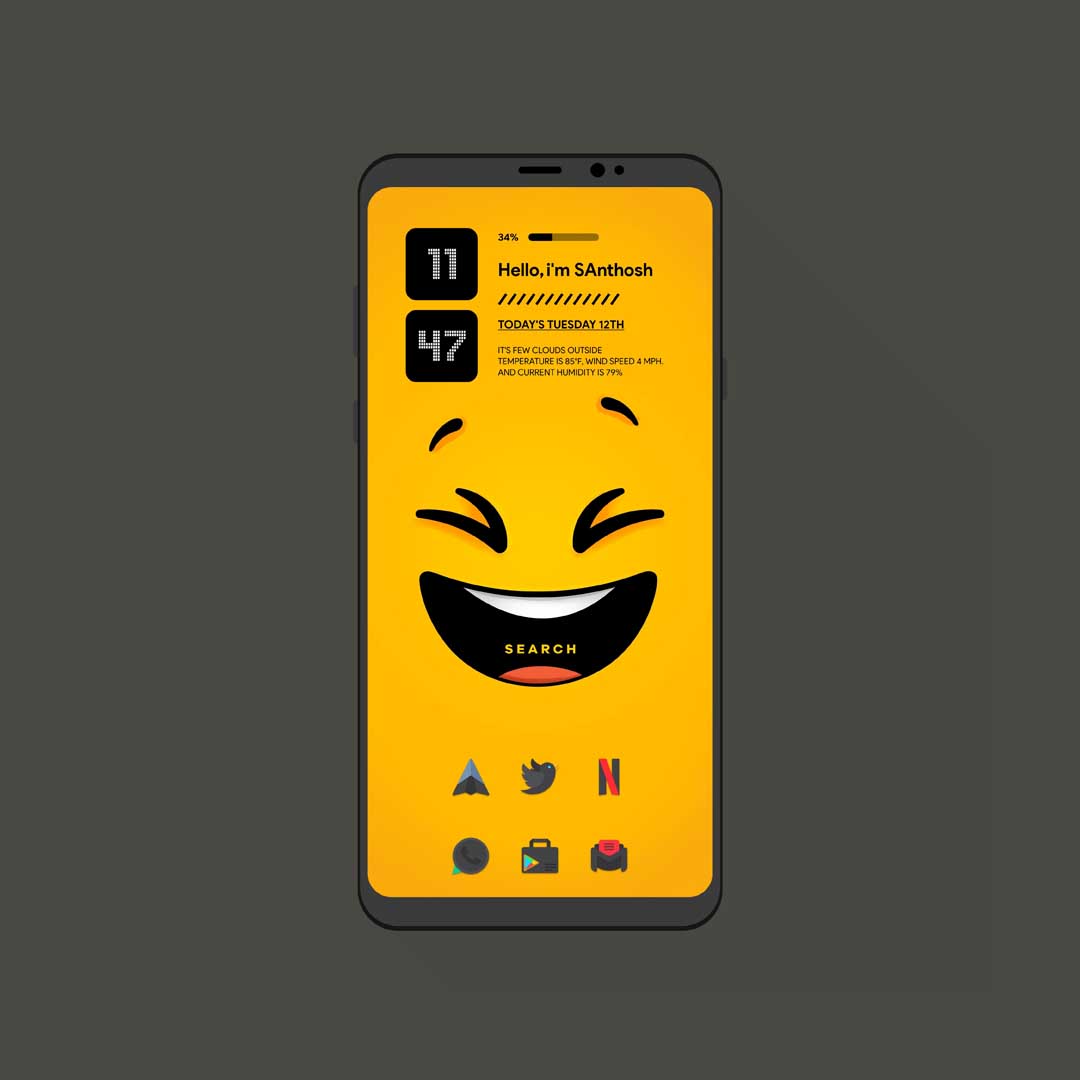 11
47
34%
Hello, i'm SAnthosh
TODAY'S TUESDAY 12TH
IT'S FEW CLOUDS OUTSIDE
TEMPERATURE IS 85°F, WIND SPEED 4 MPH.
AND CURRENT HUMIDITY IS 79%
SEARCH